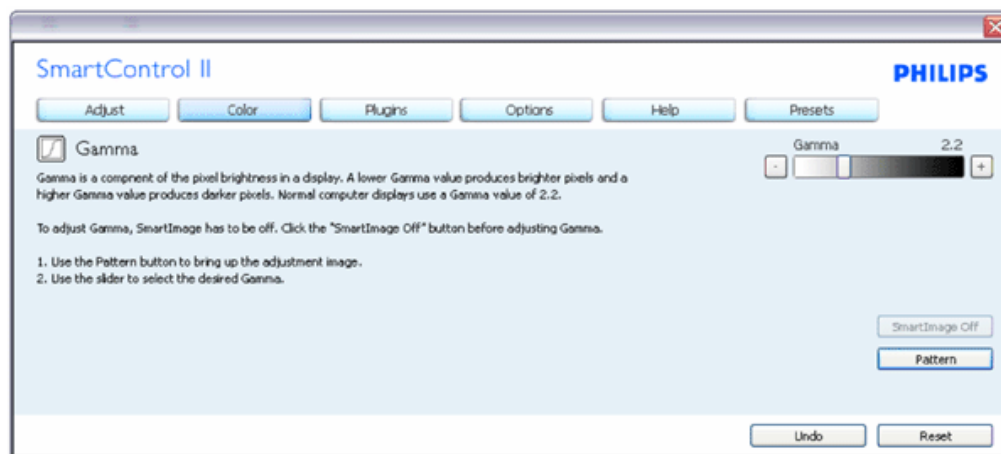 SmartControl II
PHILIPS
Adjust
Color
Plugins
Options
Help
Presets
Gamma
Gamma is a compnent of the pixel brightness in a display. A lower Gamma value produces brighter pixels and a
higher Gamma value produces darker pixels. Normal computer displays use a Gamma value of 2.2.
To adjust Gamma, SmartImage has to be off. Click the "SmartImage Off" button before adjusting Gamma.
1. Use the Pattern button to bring up the adjustment image.
2. Use the slider to select the desired Gamma.
Gamma 2.2
- +
SmartImage Off
Pattern
Undo
Reset